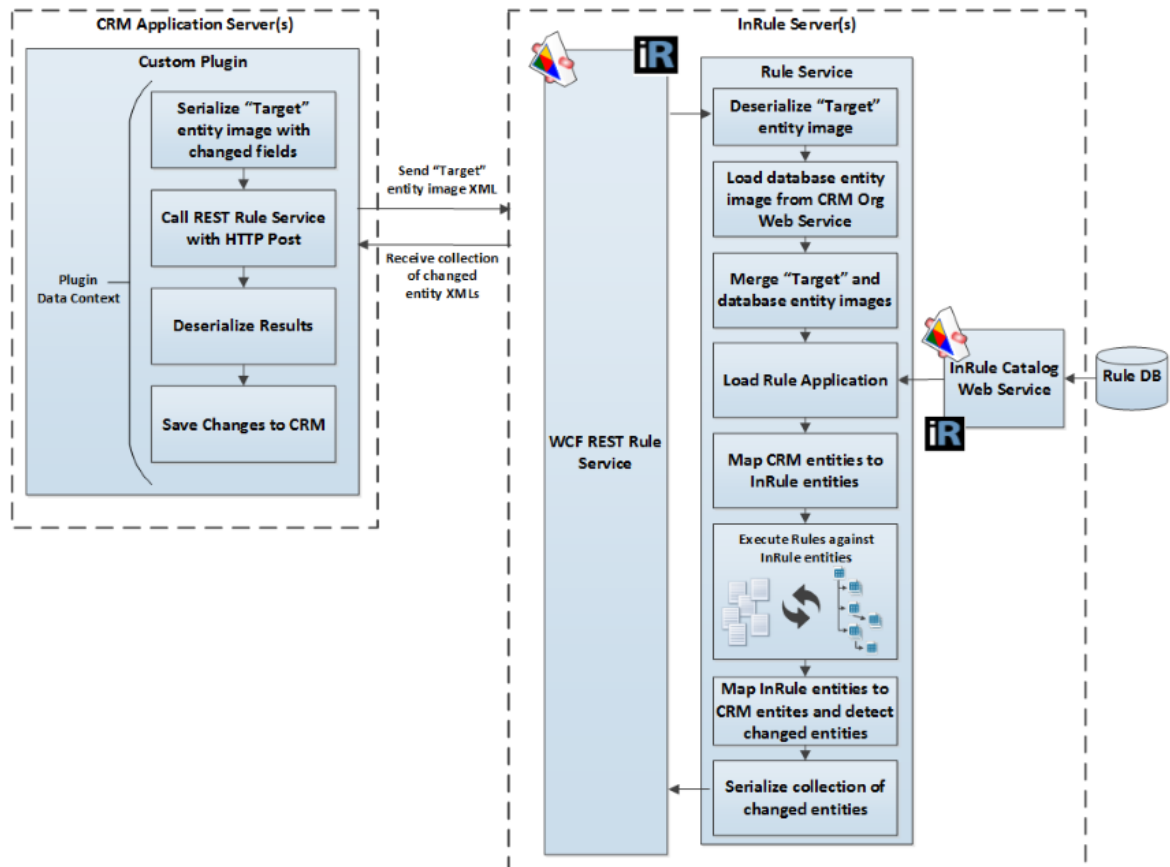 CRM Application Server(s)
Custom Plugin
Serialize “Target”
entity image with
changed fields
Call REST Rule Service
with HTTP Post
Plugin
Data Context
Deserialize Results
Save Changes to CRM
Send “Target”
entity image XML
Receive collection
of changed
entity XMLs
InRule Server(s)
iR
WCF REST Rule
Service
Rule Service
Deserialize “Target”
entity image
Load database entity
image from CRM Org
Web Service
Merge “Target” and
database entity images
Load Rule Application
InRule Catalog
Web Service
iR
Rule DB
Map CRM entities to
InRule entities
Execute Rules against
InRule entities
Map InRule entities to
CRM entites and detect
changed entities
Serialize collection of
changed entities